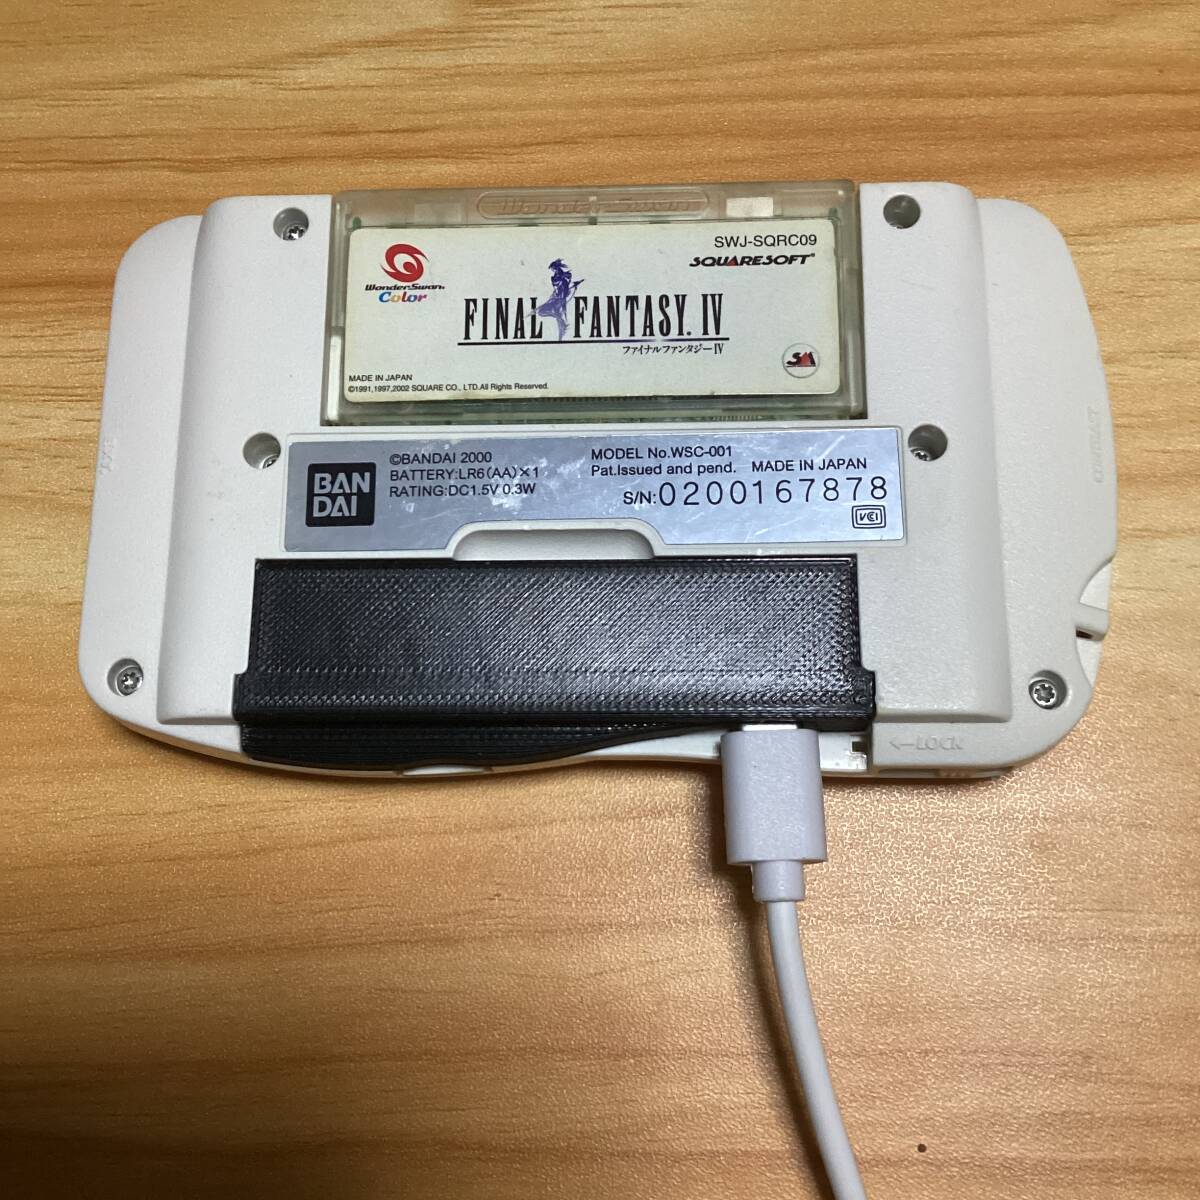 WonderSwan
SWJ-SQRC09
SQUARESOFT®
WonderSwan
Color
FINAL FANTASY. IV
ファイナルファンタジーIV
MADE IN JAPAN
©1991,1997,2002 SQUARE CO., LTD.All Rights Reserved.
BAN
DAI
©BANDAI 2000
BATTERY:LR6(AA)×1
RATING:DC1.5V 0.3W
MODEL No.WSC-001
Pat.Issued and pend. MADE IN JAPAN
S/N:0200167878
VCI
←LOCK